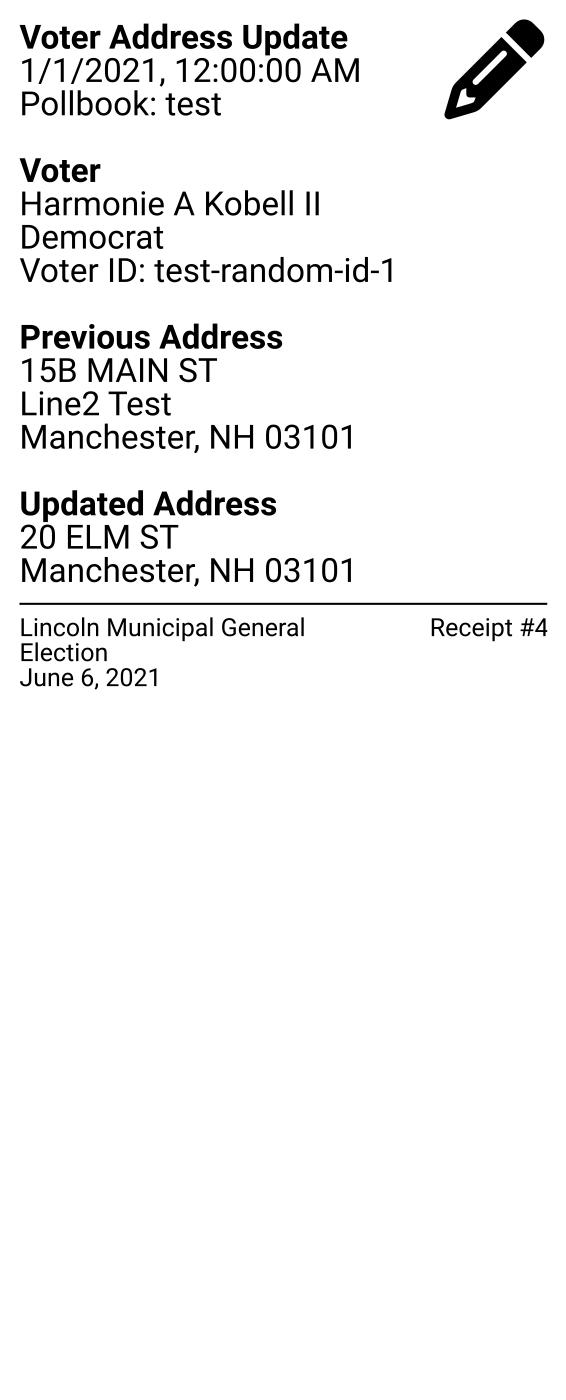 Voter Address Update
1/1/2021, 12:00:00 AM
Pollbook: test
Voter
Harmonie A Kobell II
Democrat
Voter ID: test-random-id-1
Previous Address
15B MAIN ST
Line2 Test
Manchester, NH 03101
Updated Address
20 ELM ST
Manchester, NH 03101
Lincoln Municipal General
Election
June 6, 2021
Receipt #4